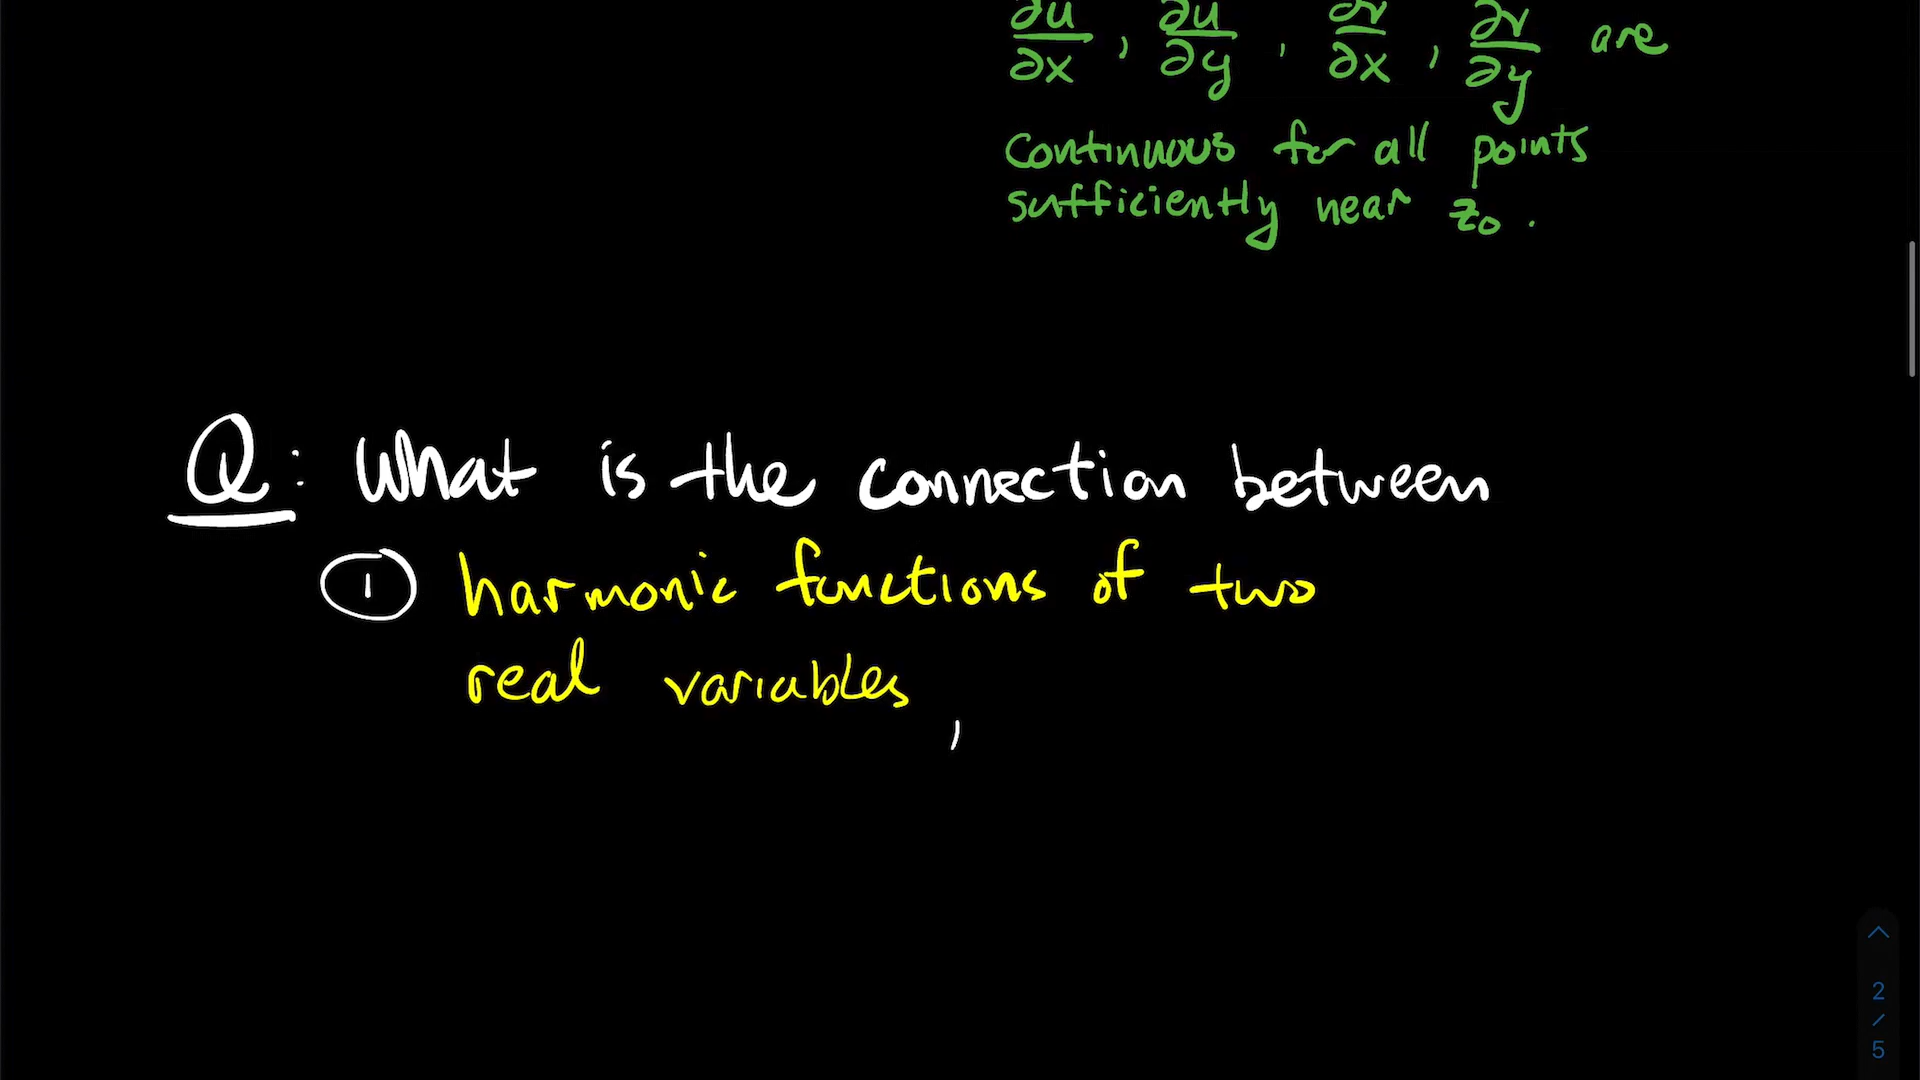 ∂u/∂x , ∂u/∂y , ∂v/∂x , ∂v/∂y are
continuous for all points
sufficiently near z₀ .
Q: What is the connection between
① harmonic functions of two
real variables ,
2
/
5